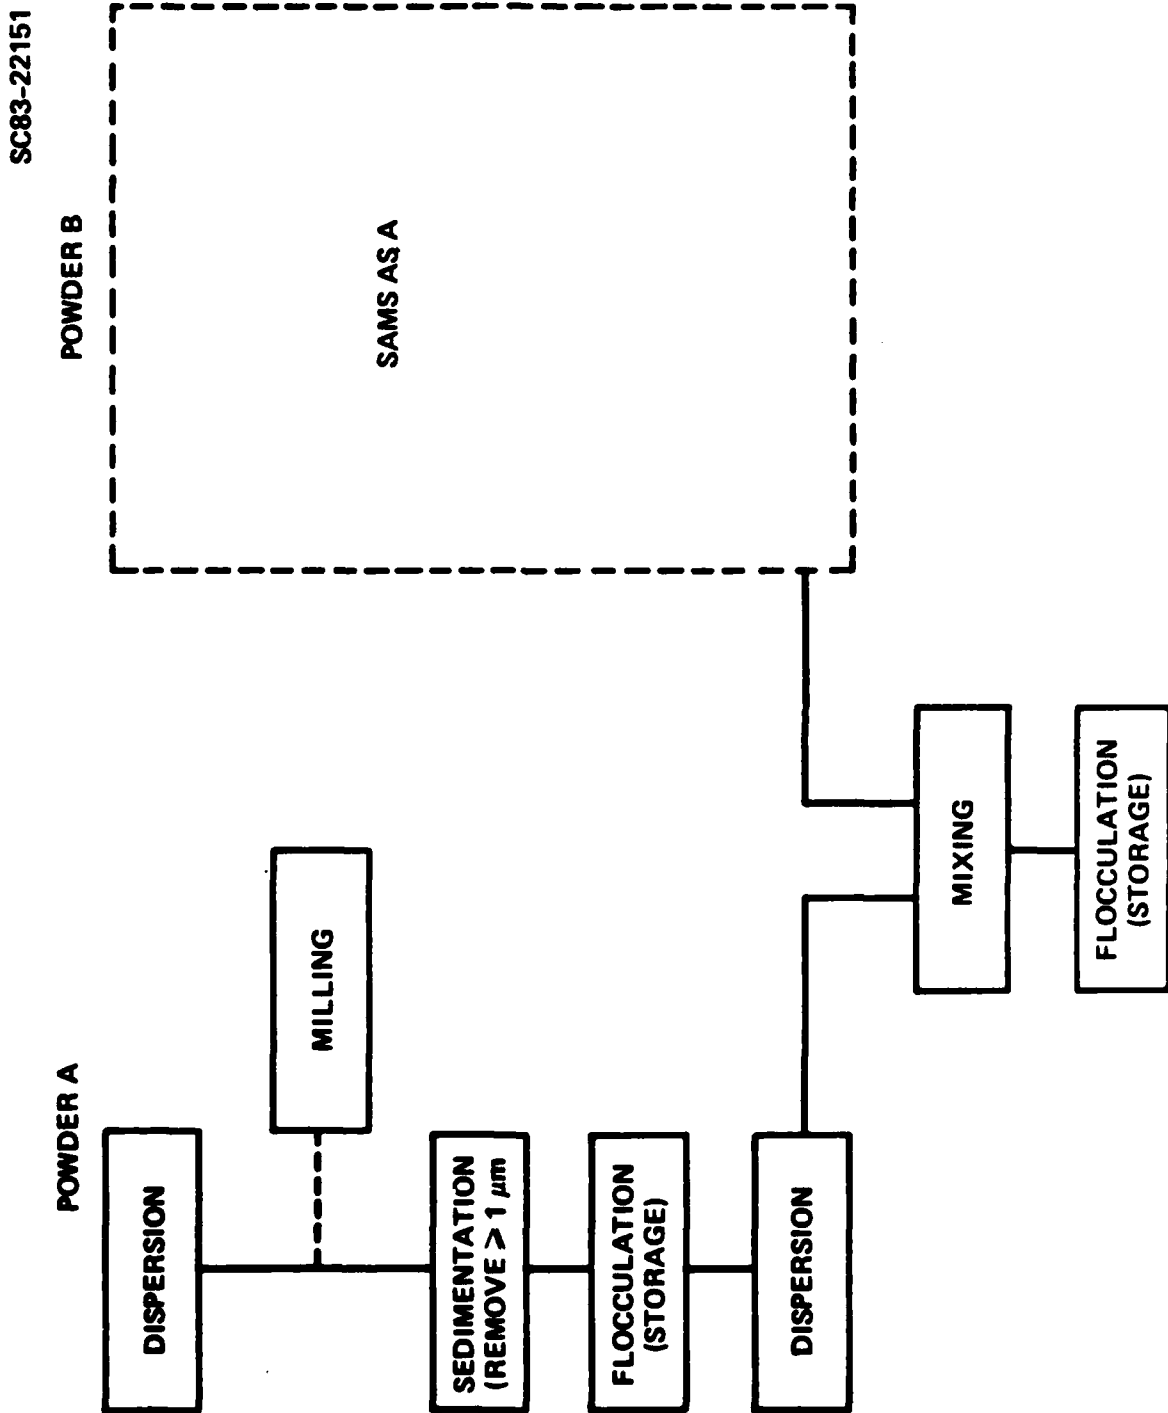 SC83-22151
POWDER A
POWDER B
DISPERSION
MILLING
SAMS AS A
SEDIMENTATION
(REMOVE > 1 μm
FLOCCULATION
(STORAGE)
DISPERSION
MIXING
FLOCCULATION
(STORAGE)